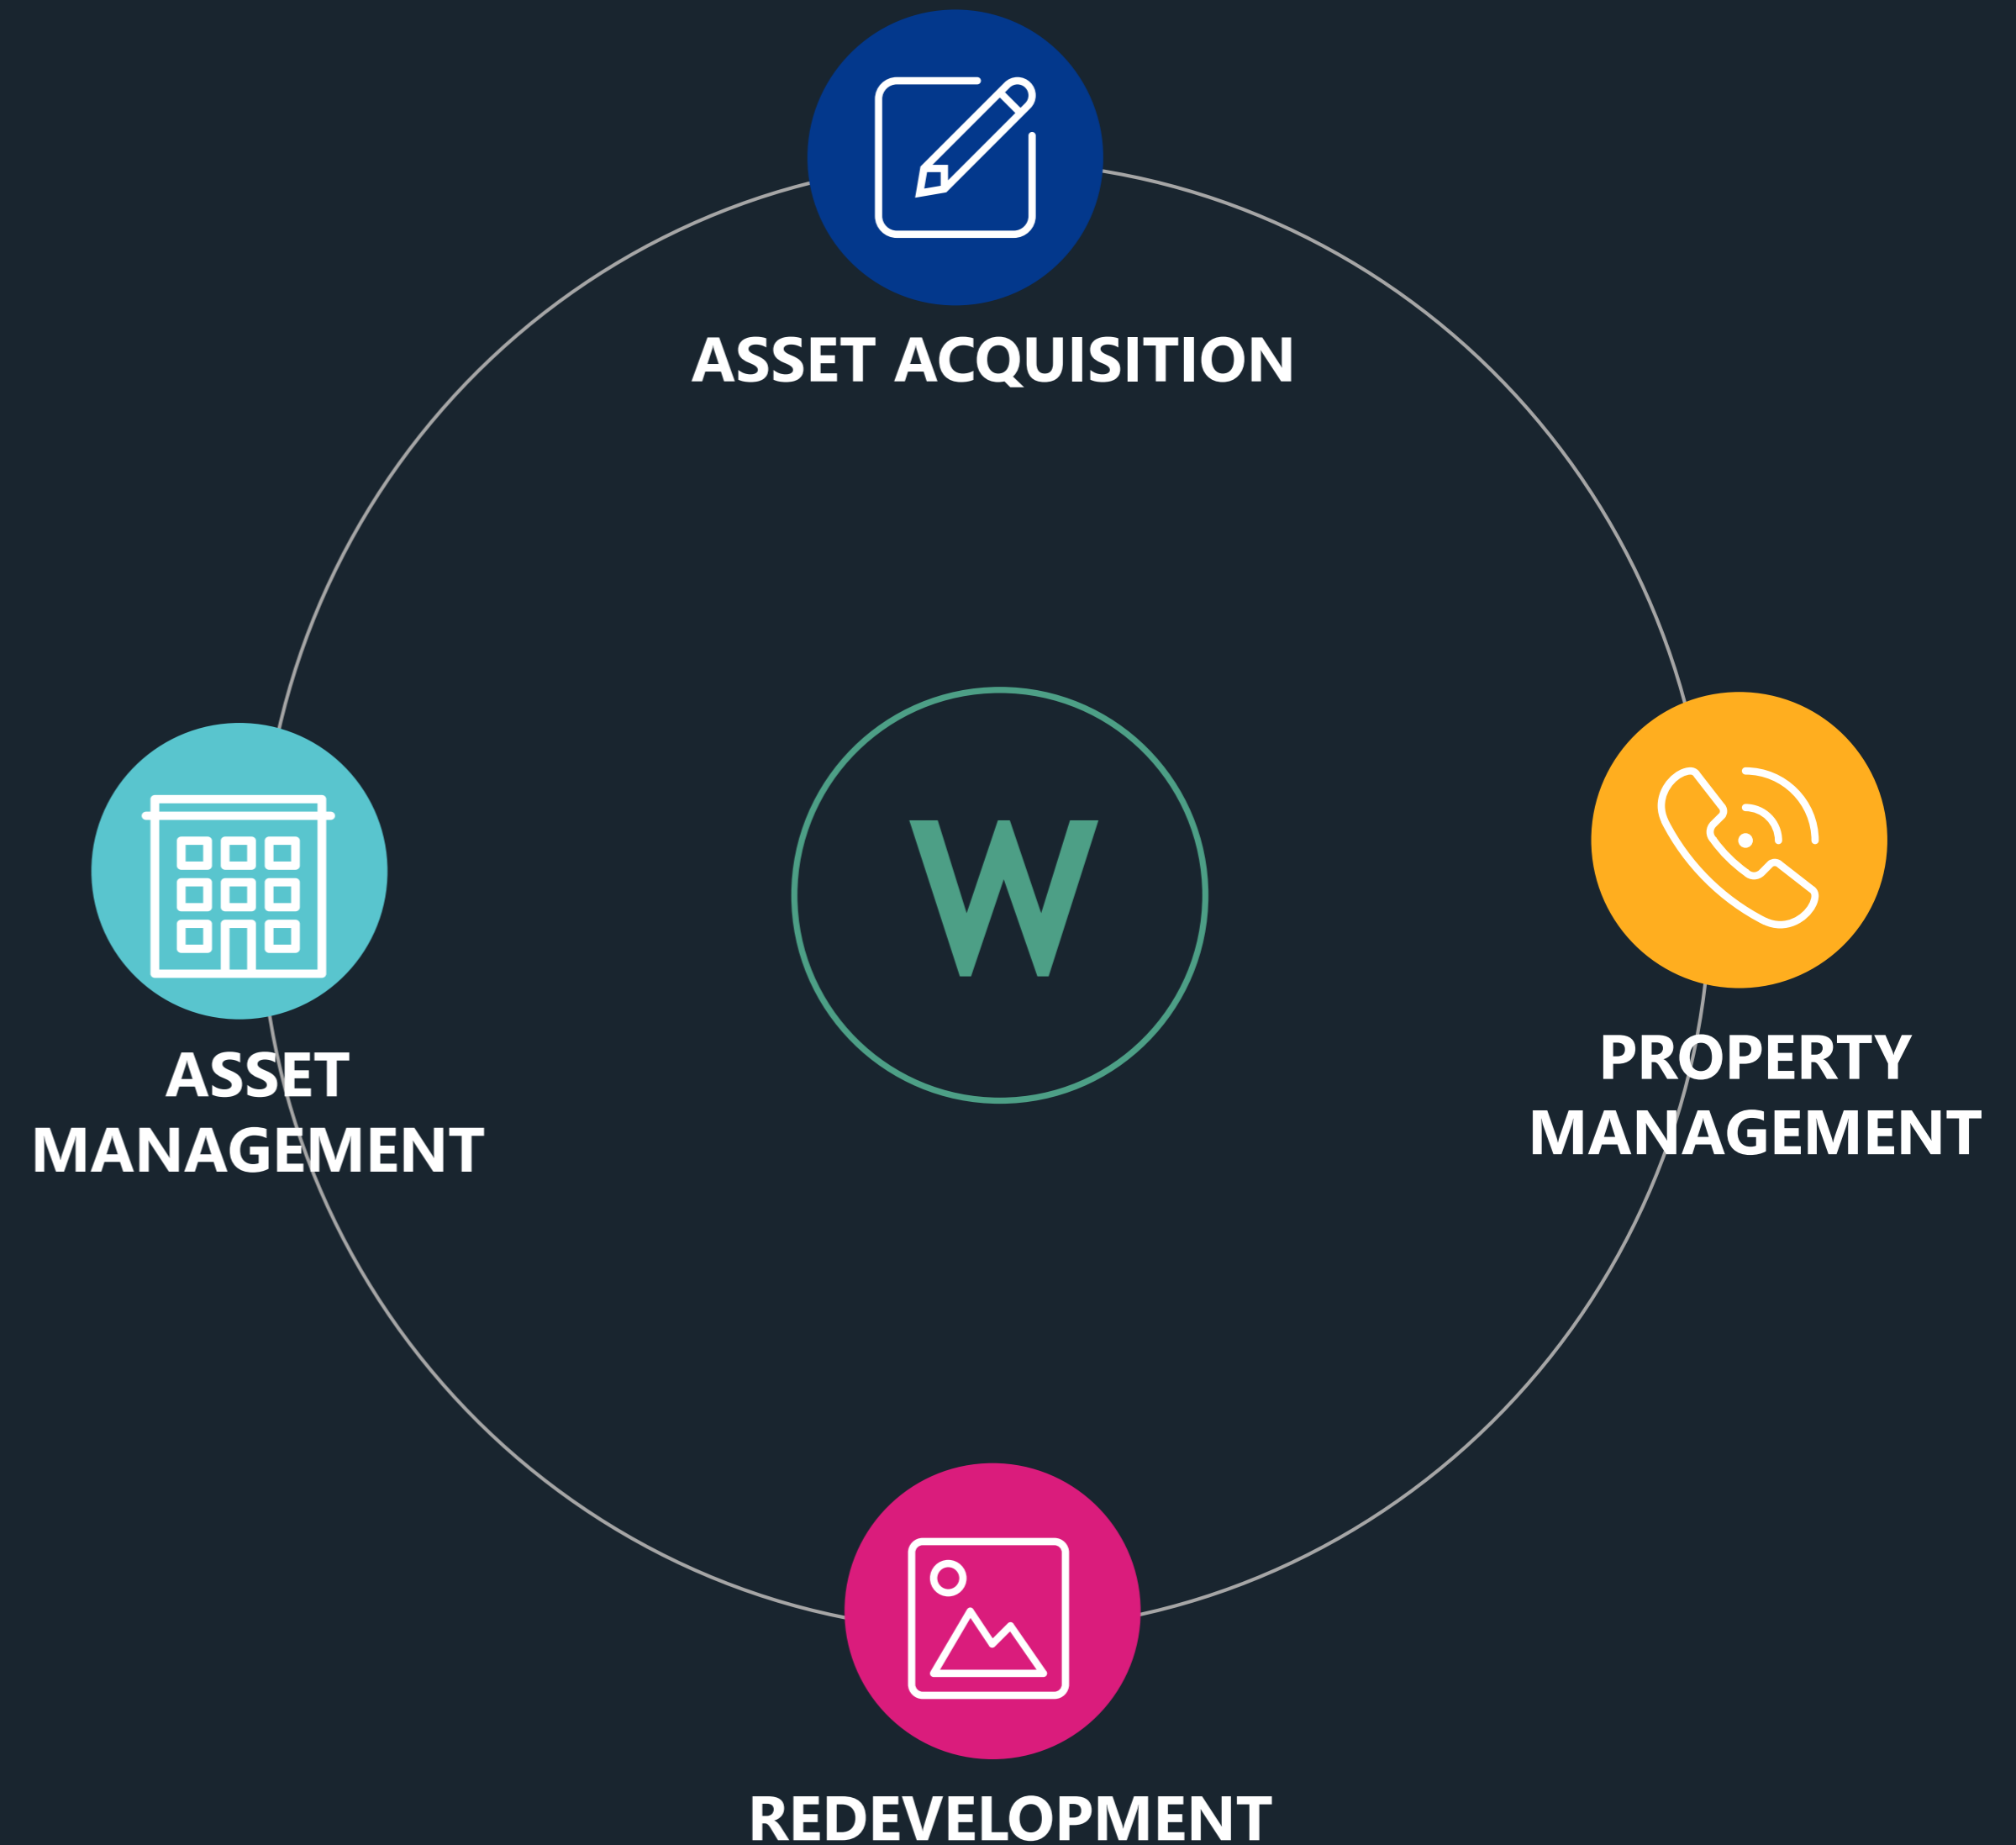 ASSET ACQUISITION
W
ASSET
MANAGEMENT
PROPERTY
MANAGEMENT
REDEVELOPMENT